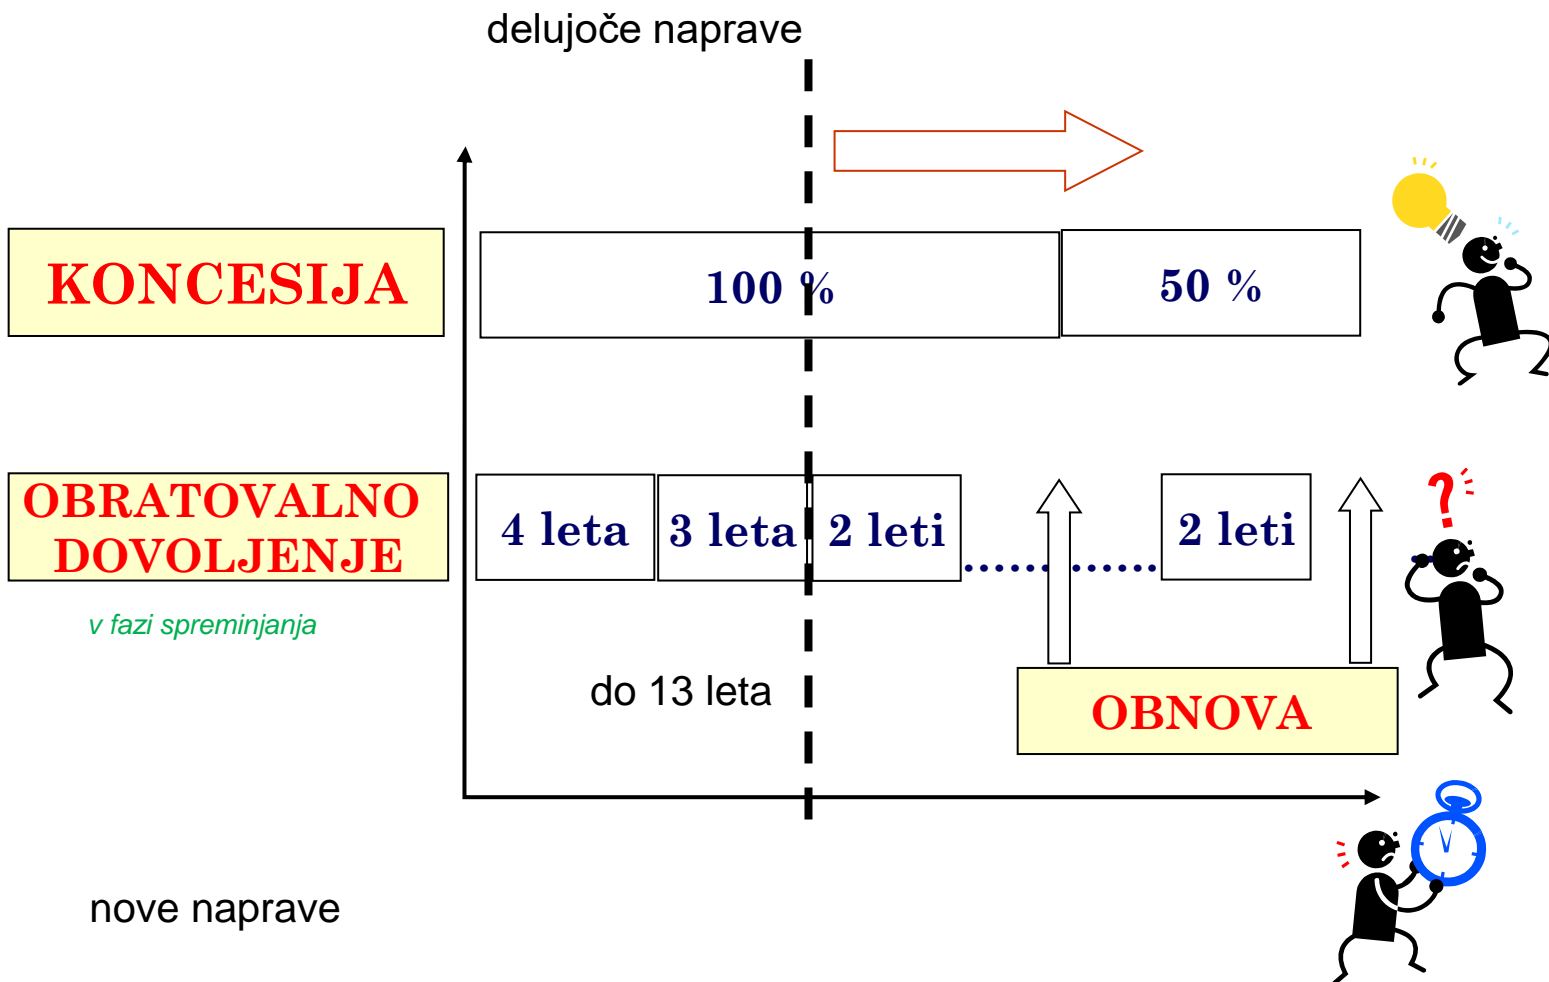 delujoče naprave
KONCESIJA
100 %
50 %
OBRATOVALNO
DOVOLJENJE
4 leta
3 leta
2 leti
2 leti
?
v fazi spreminjanja
do 13 leta
OBNOVA
nove naprave